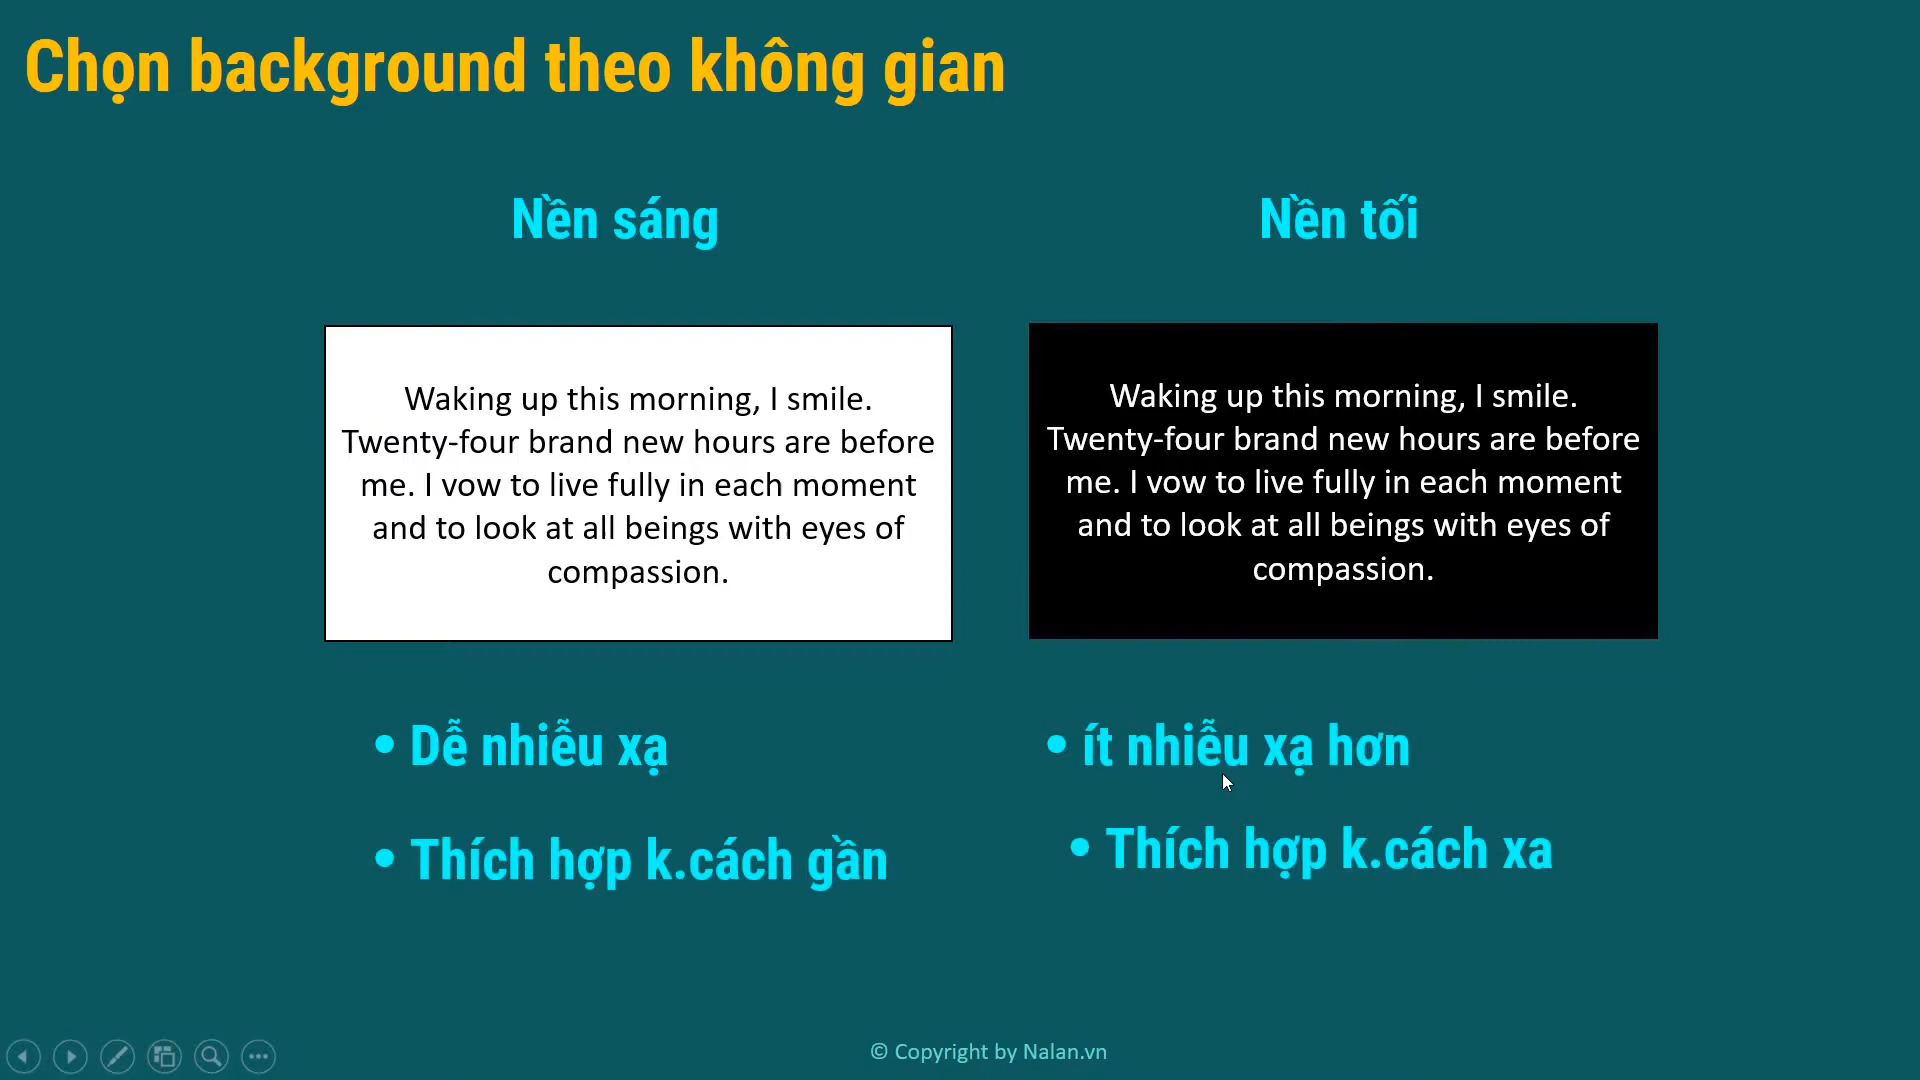 Chọn background theo không gian
Nền sáng
Waking up this morning, I smile.
Twenty-four brand new hours are before
me. I vow to live fully in each moment
and to look at all beings with eyes of
compassion.
• Dễ nhiễu xạ
• Thích hợp k.cách gần
Nền tối
Waking up this morning, I smile.
Twenty-four brand new hours are before
me. I vow to live fully in each moment
and to look at all beings with eyes of
compassion.
• ít nhiễu xạ hơn
• Thích hợp k.cách xa
© Copyright by Nalan.vn